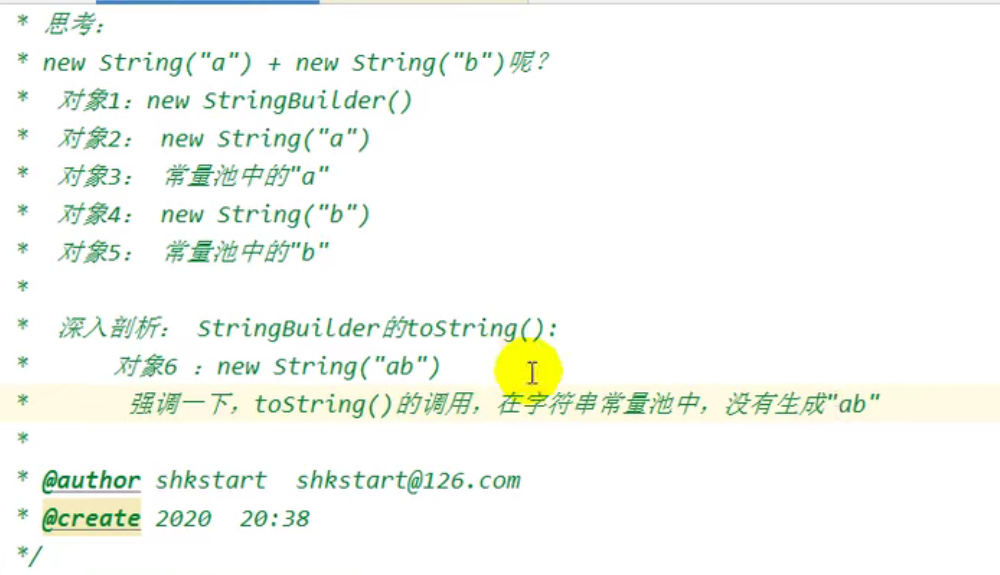 * 思考：
* new String("a") + new String("b")呢？
* 对象1：new StringBuilder()
* 对象2： new String("a")
* 对象3： 常量池中的"a"
* 对象4： new String("b")
* 对象5： 常量池中的"b"
*
* 深入剖析： StringBuilder的toString():
* 对象6 ：new String("ab")
* 强调一下，toString()的调用，在字符串常量池中，没有生成"ab"
*
* @author shkstart shkstart@126.com
* @create 2020 20:38
*/